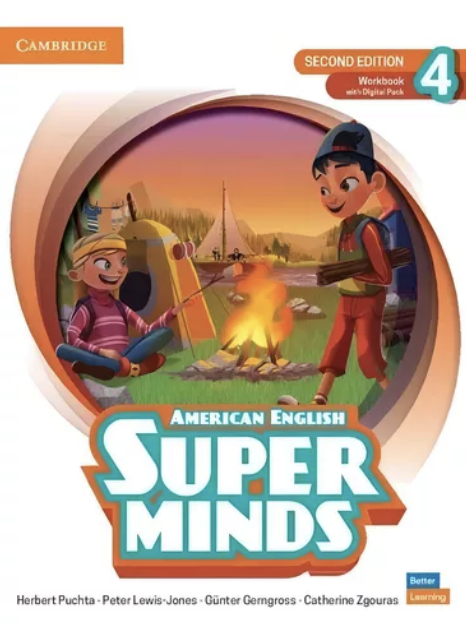 CAMBRIDGE
SECOND EDITION
Workbook
with Digital Pack
4
AMERICAN ENGLISH
SUPER
MINDS
Better
Learning
Herbert Puchta · Peter Lewis-Jones · Günter Gerngross · Catherine Zgouras